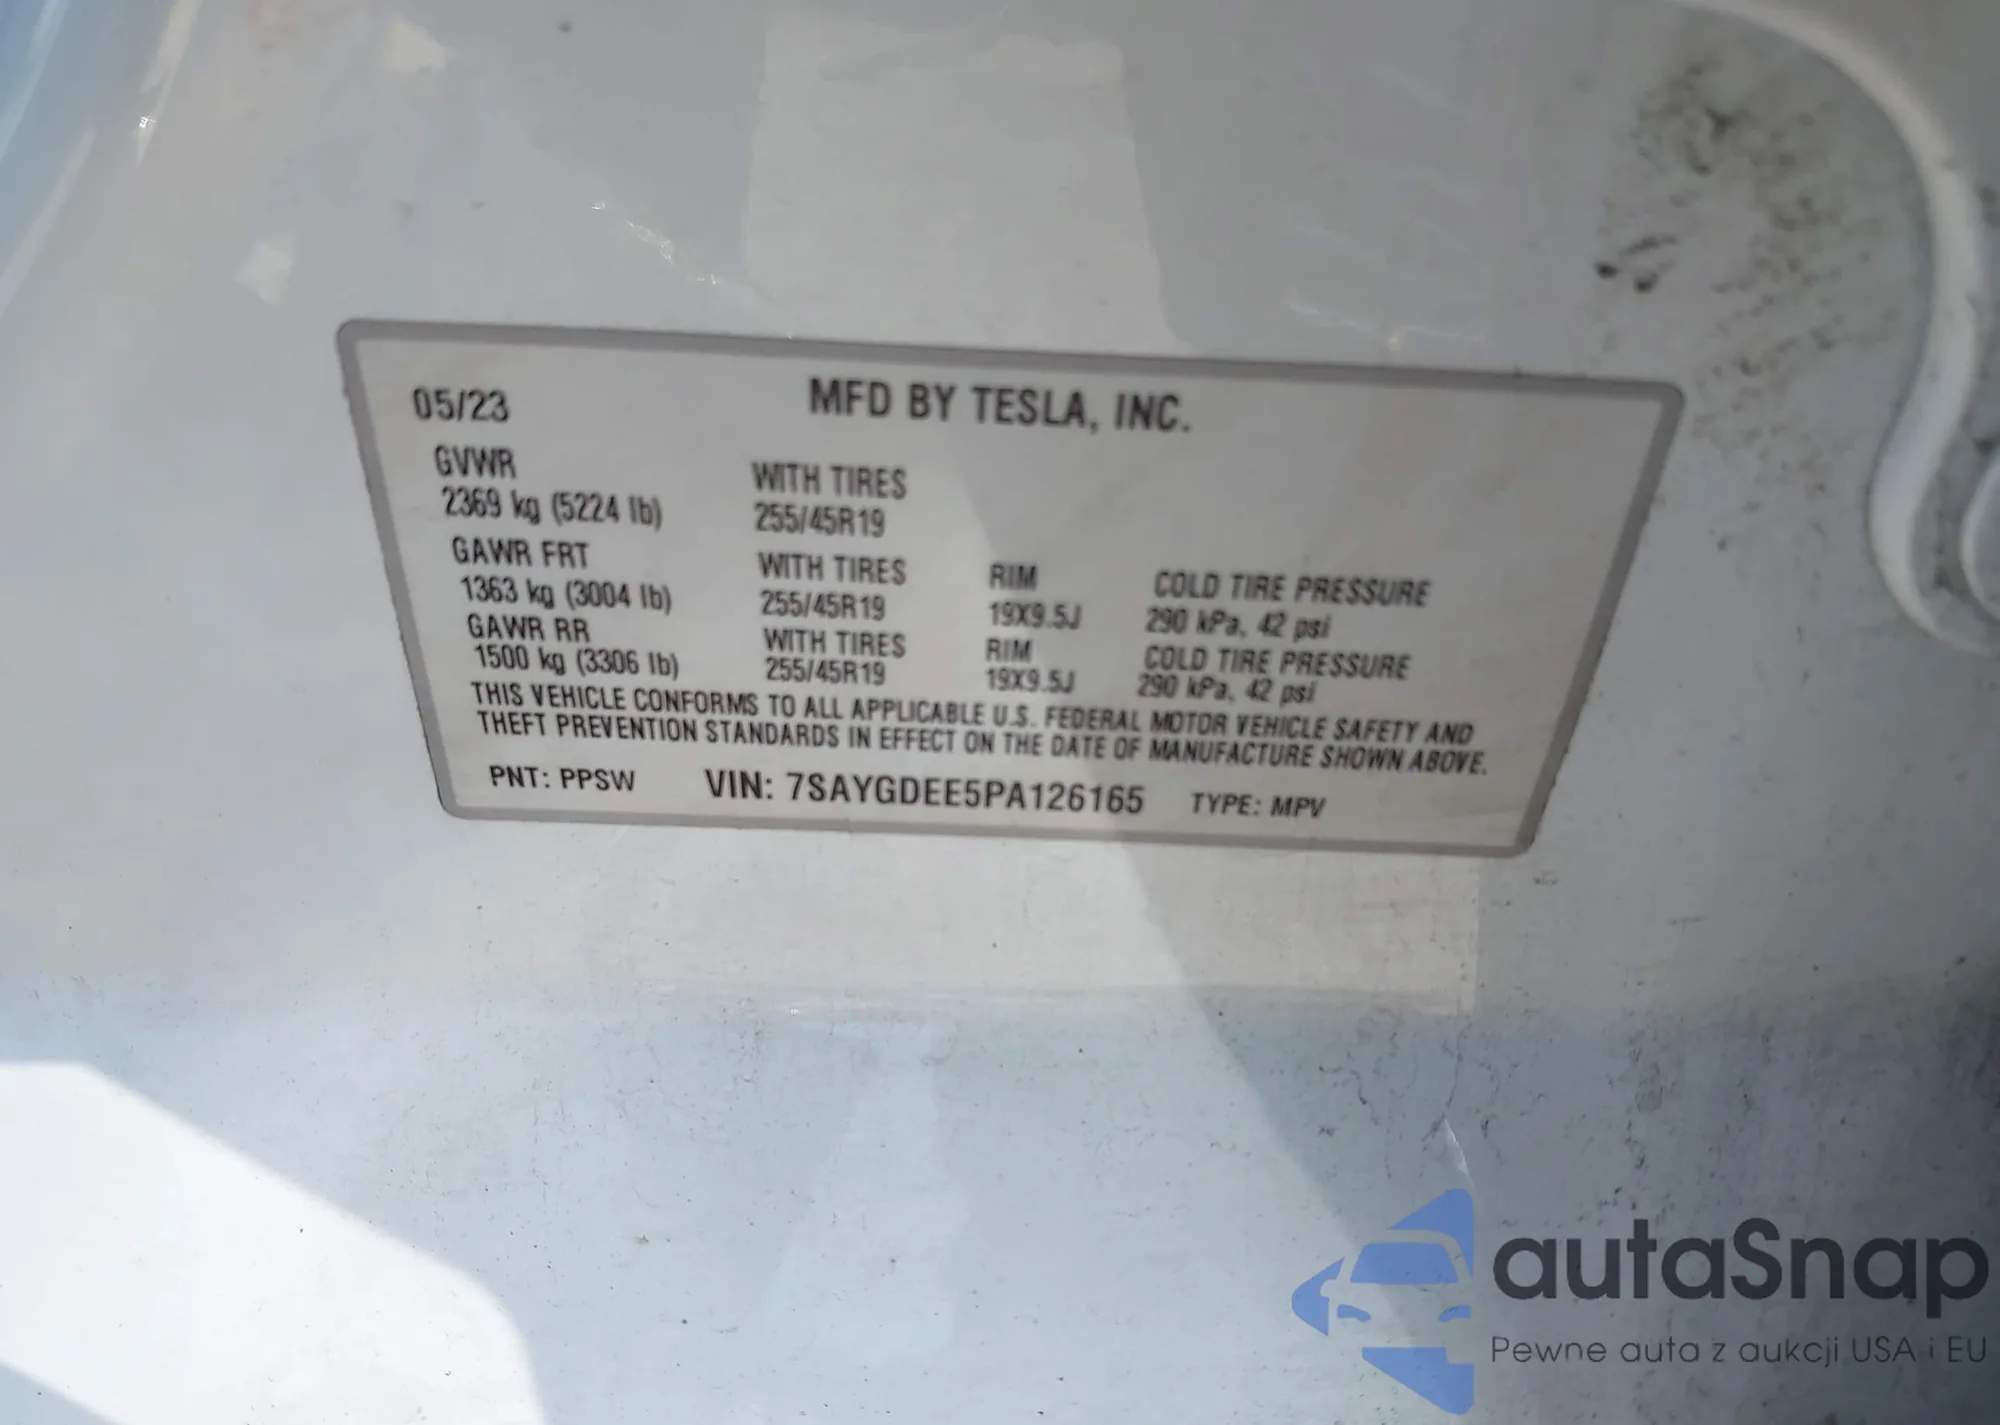 05/23 MFD BY TESLA, INC.
GVWR WITH TIRES
2369 kg (5224 lb) 255/45R19
GAWR FRT WITH TIRES RIM COLD TIRE PRESSURE
1363 kg (3004 lb) 255/45R19 19X9.5J 290 kPa, 42 psi
GAWR RR WITH TIRES RIM COLD TIRE PRESSURE
1500 kg (3306 lb) 255/45R19 19X9.5J 290 kPa, 42 psi
THIS VEHICLE CONFORMS TO ALL APPLICABLE U.S. FEDERAL MOTOR VEHICLE SAFETY AND
THEFT PREVENTION STANDARDS IN EFFECT ON THE DATE OF MANUFACTURE SHOWN ABOVE.
PNT: PPSW VIN: 7SAYGDEE5PA126165 TYPE: MPV
autaSnap
Pewne auta z aukcji USA i EU